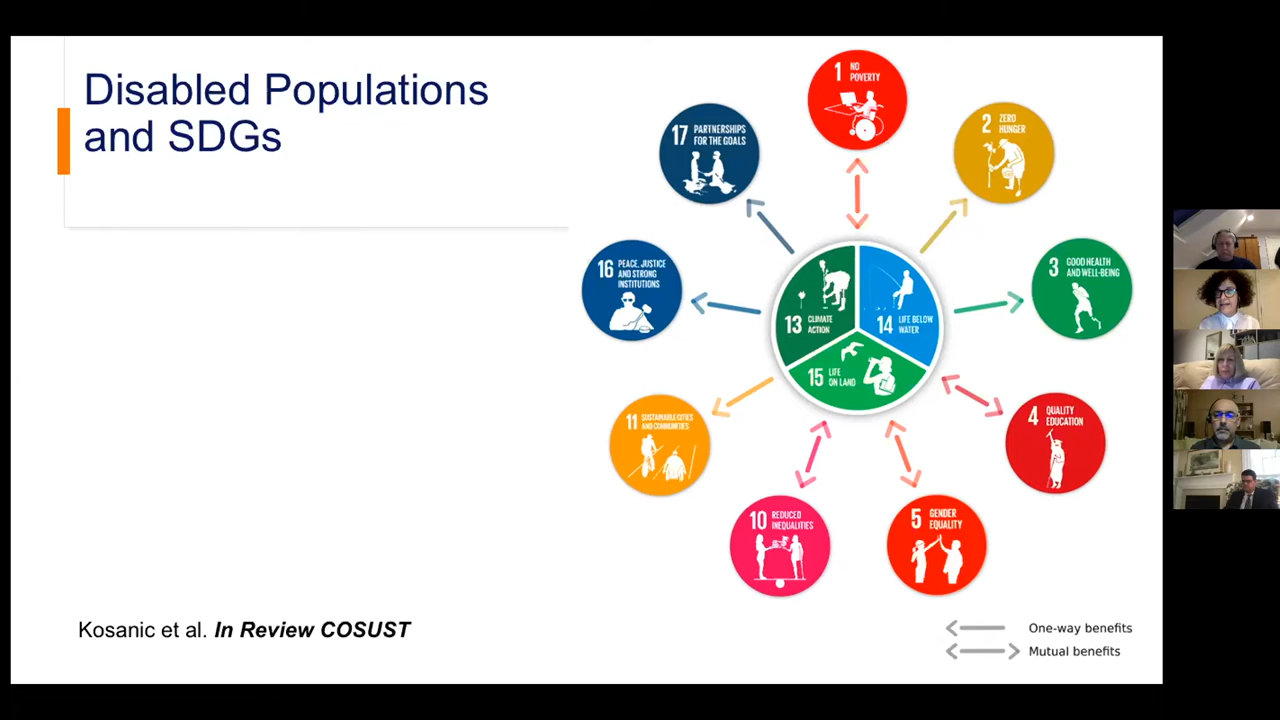 Disabled Populations
and SDGs
1 NO
POVERTY
17 PARTNERSHIPS
FOR THE GOALS
2 ZERO
HUNGER
16 PEACE, JUSTICE
AND STRONG
INSTITUTIONS
3 GOOD HEALTH
AND WELL-BEING
13 CLIMATE
ACTION
14 LIFE BELOW
WATER
15 LIFE
ON LAND
11 SUSTAINABLE CITIES
AND COMMUNITIES
4 QUALITY
EDUCATION
10 REDUCED
INEQUALITIES
5 GENDER
EQUALITY
Kosanic et al. In Review COSUST
One-way benefits
Mutual benefits